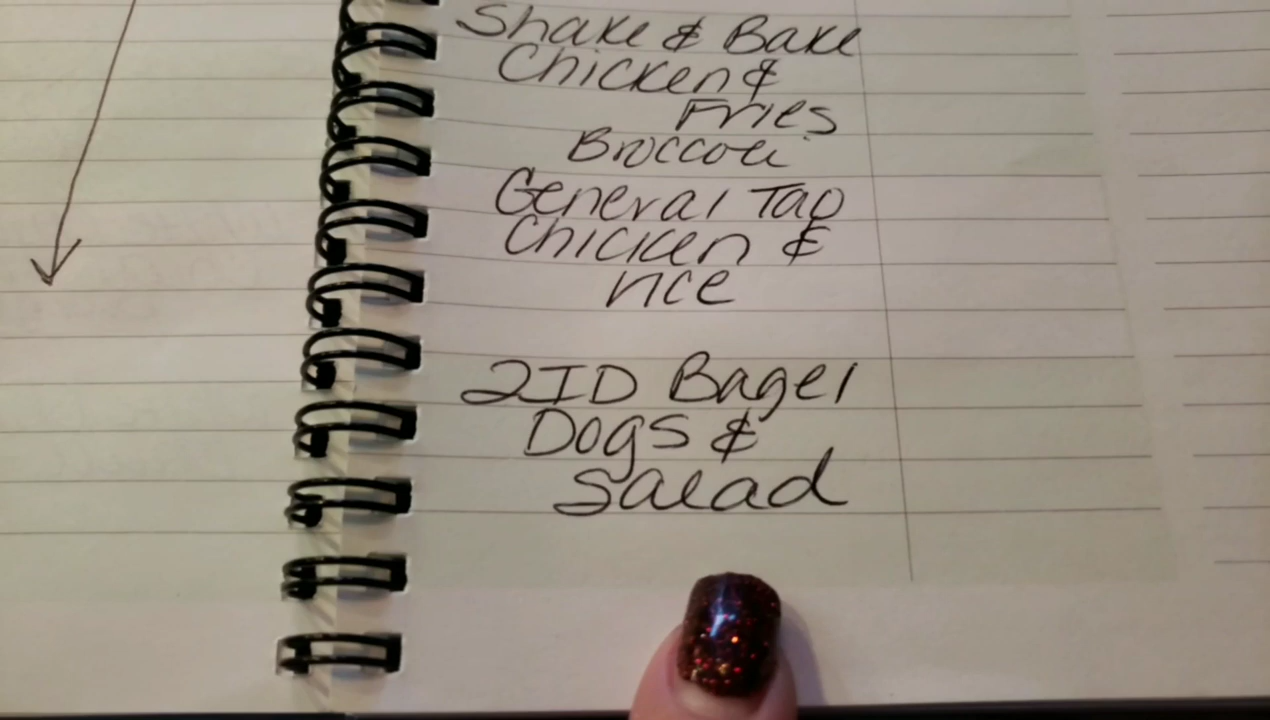 Shake & Bake
Chicken &
Fries
Broccoli
General Tao
Chicken &
rice
2ID Bagel
Dogs &
Salad